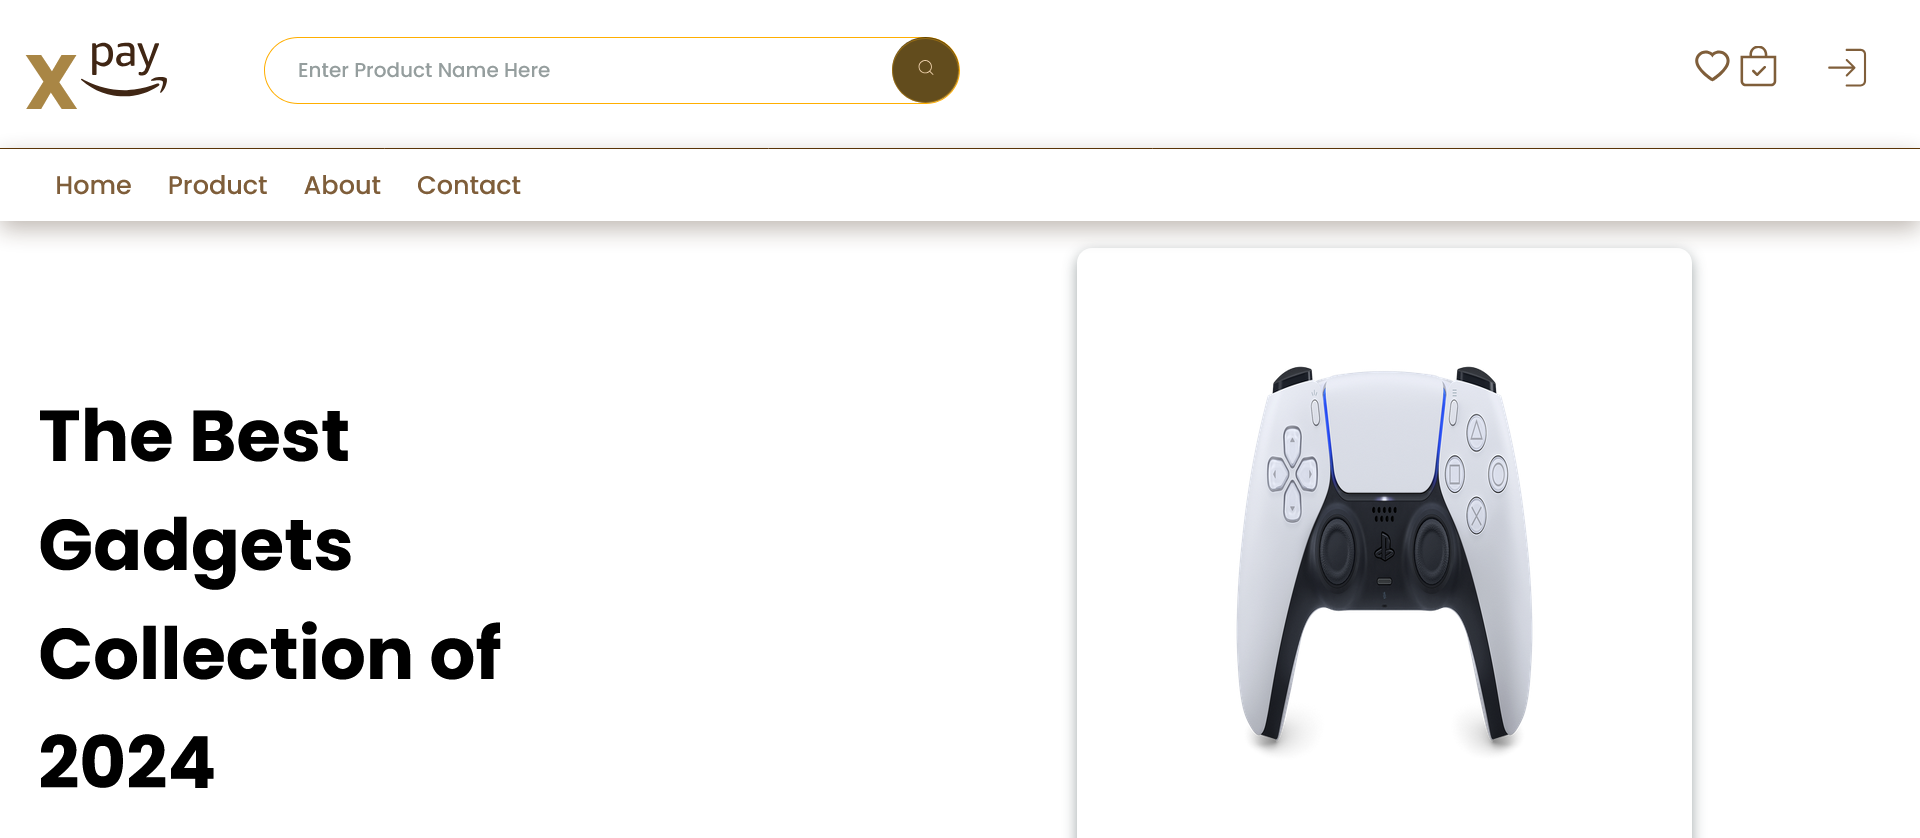 X pay
Enter Product Name Here
Home Product About Contact
The Best
Gadgets
Collection of
2024